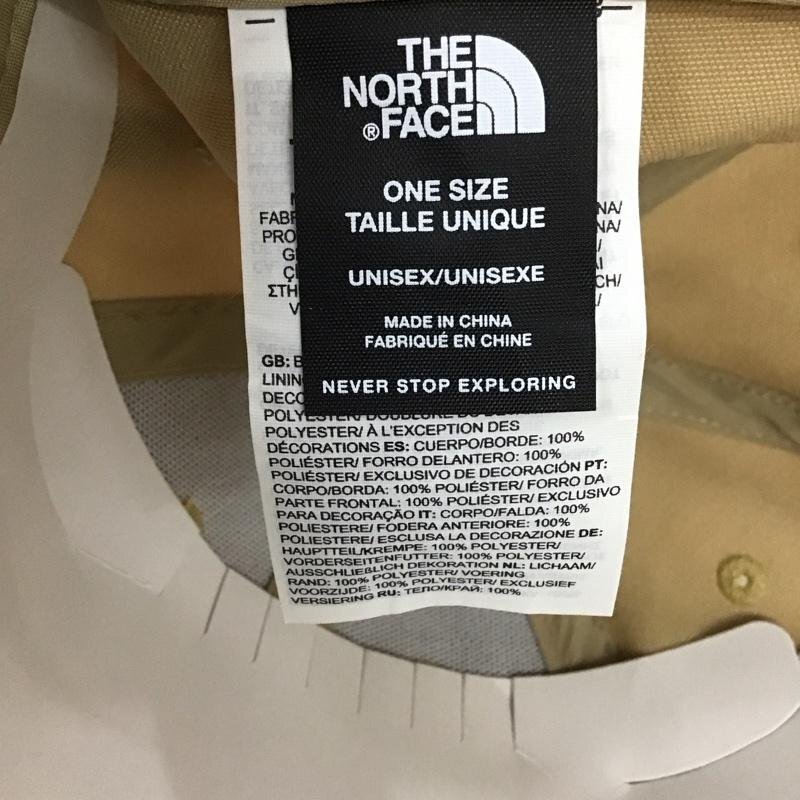 THE
NORTH
®FACE
ONE SIZE
TAILLE UNIQUE
UNISEX/UNISEXE
MADE IN CHINA
FABRIQUÉ EN CHINE
NEVER STOP EXPLORING
GB:
POLYESTER/ DOUBLURE DU
POLYESTER/ À L'EXCEPTION DES
DÉCORATIONS ES: CUERPO/BORDE: 100%
POLIÉSTER/ FORRO DELANTERO: 100%
POLIÉSTER/ EXCLUSIVO DE DECORACIÓN PT:
CORPO/BORDA: 100% POLIÉSTER/ FORRO DA
PARTE FRONTAL: 100% POLIÉSTER/ EXCLUSIVO
PARA DECORAÇÃO IT: CORPO/FALDA: 100%
POLIESTERE/ FODERA ANTERIORE: 100%
POLIESTERE/ ESCLUSA LA DECORAZIONE DE:
HAUPTTEIL/KREMPE: 100% POLYESTER/
VORDERSEITENFUTTER: 100% POLYESTER/
AUSSCHLIEßLICH DEKORATION NL: LICHAAM/
RAND: 100% POLYESTER/ VOERING
VOORZIJDE: 100% POLYESTER/ EXCLUSIEF
VERSIERING RU: ТЕЛО/КРАЙ: 100%